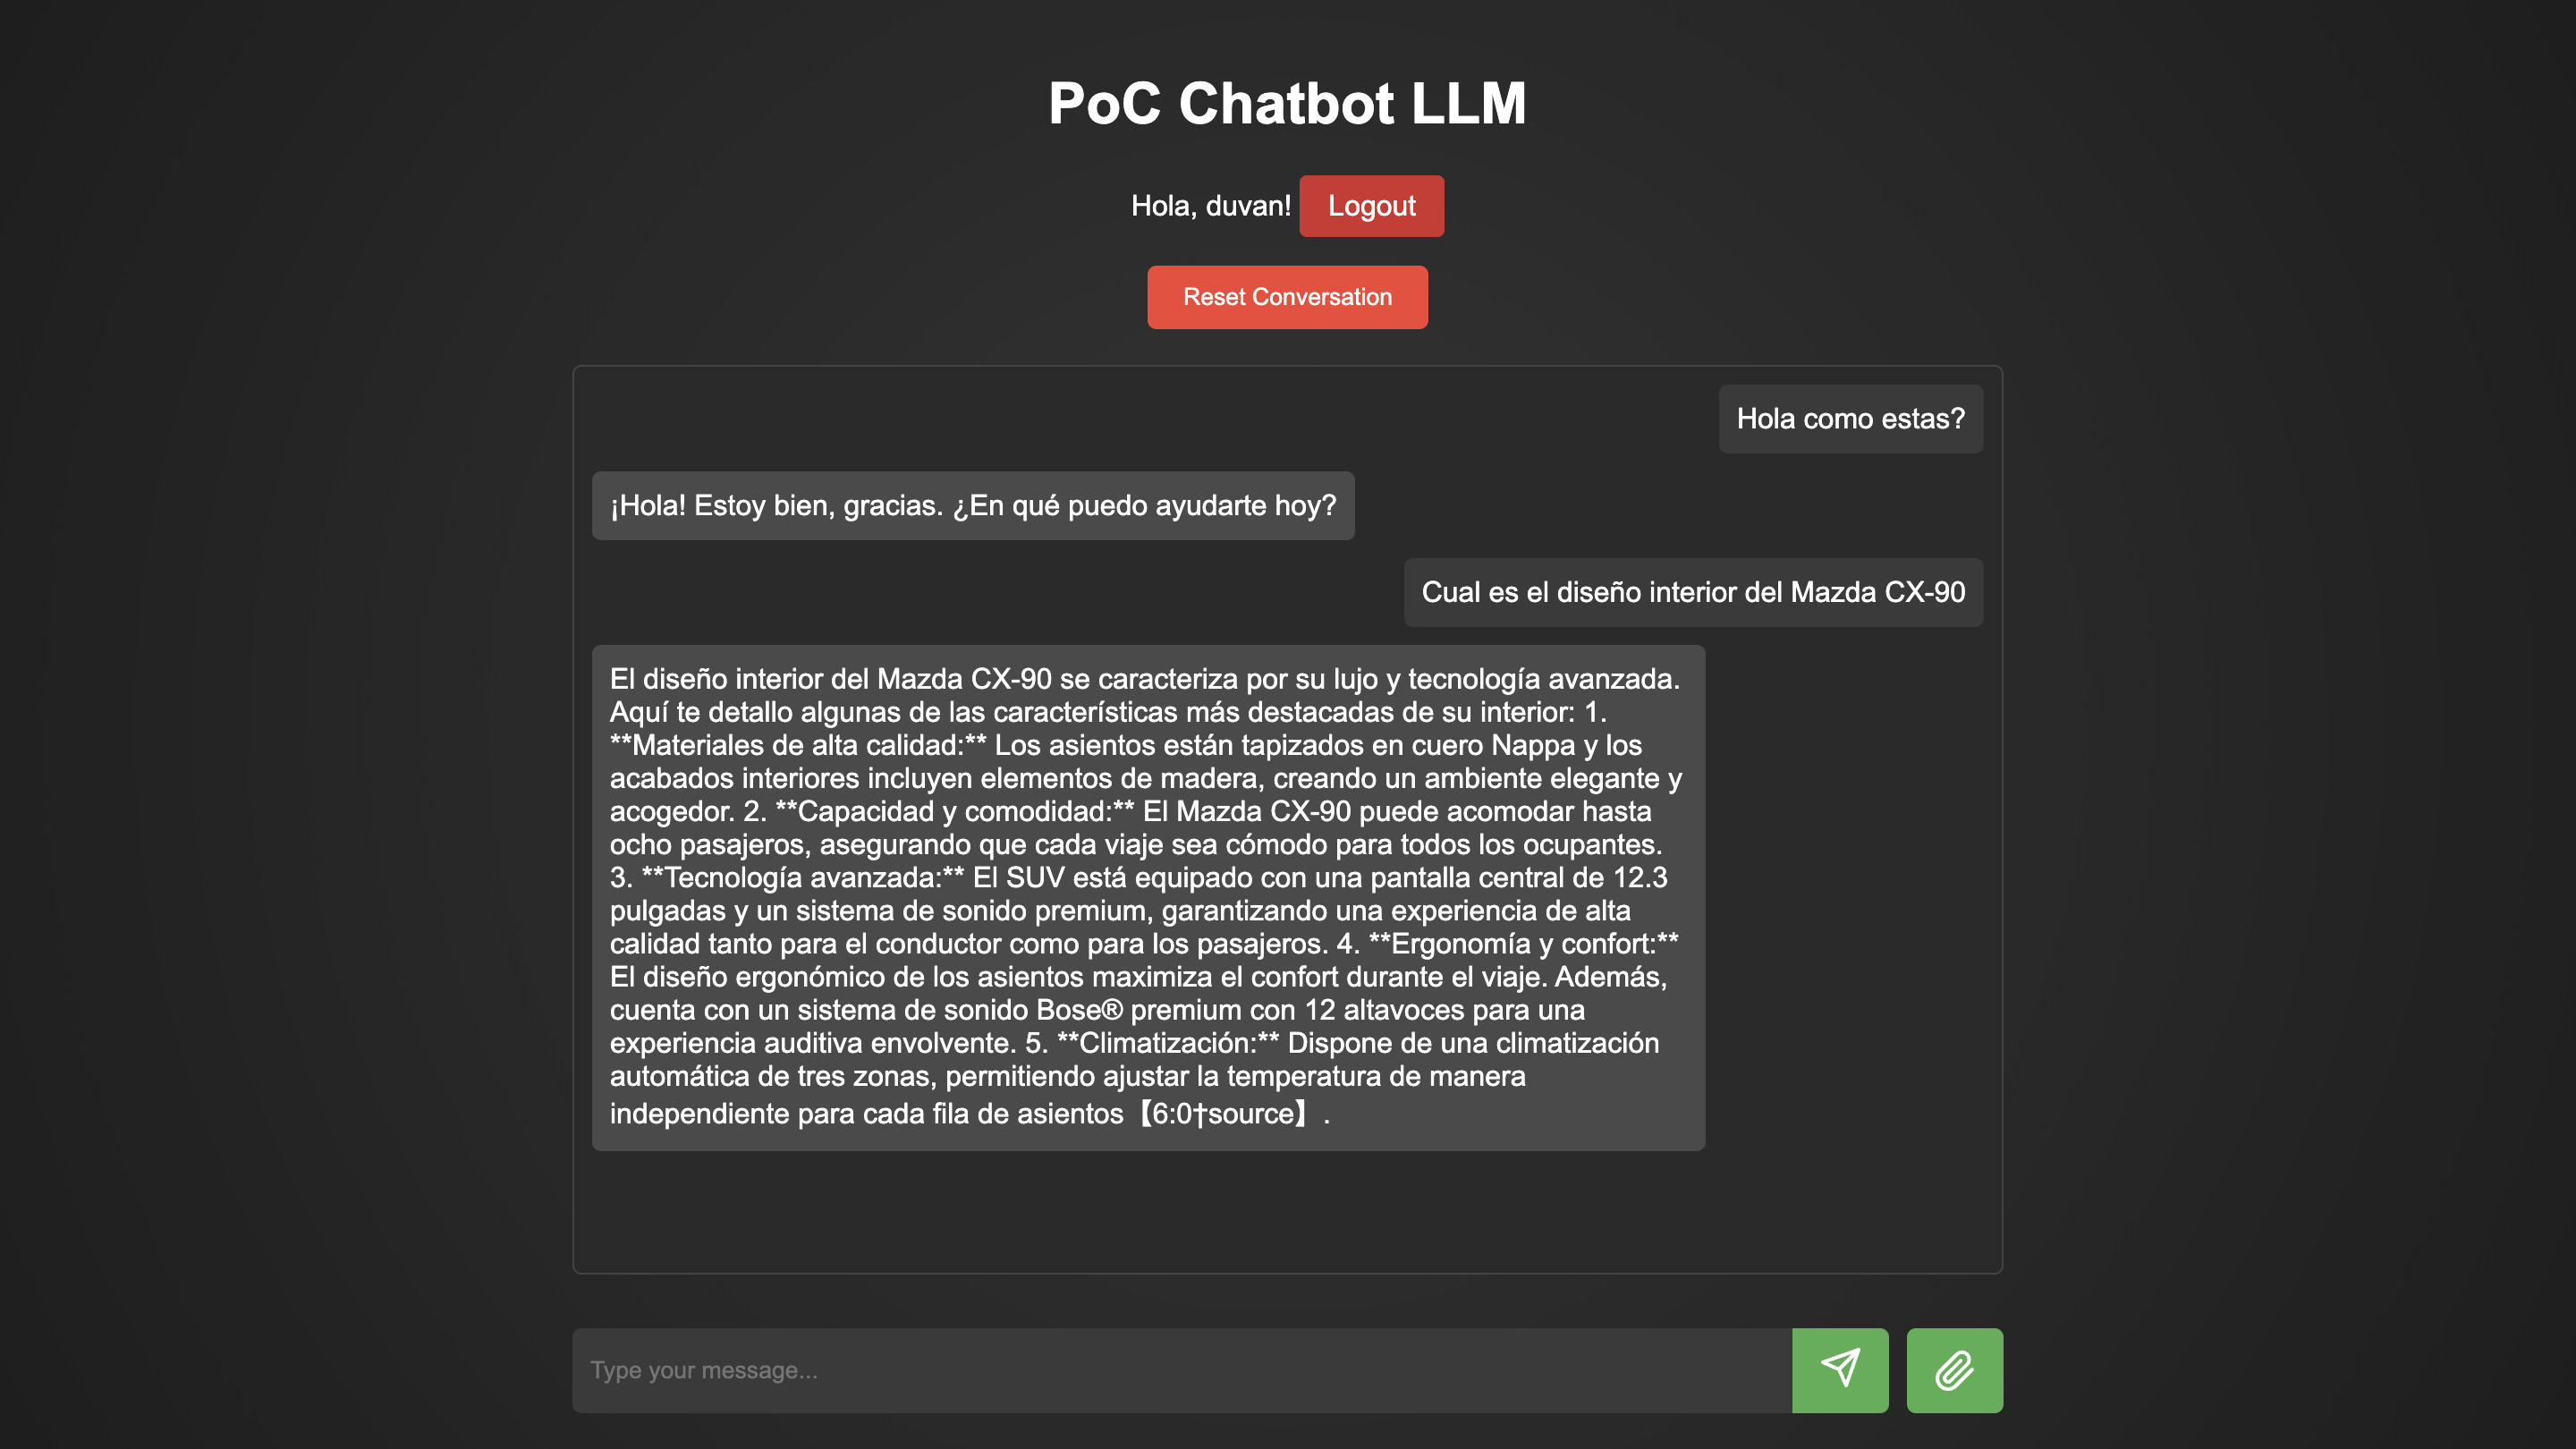 PoC Chatbot LLM
Hola, duvan! Logout
Reset Conversation
Hola como estas?
¡Hola! Estoy bien, gracias. ¿En qué puedo ayudarte hoy?
Cual es el diseño interior del Mazda CX-90
El diseño interior del Mazda CX-90 se caracteriza por su lujo y tecnología avanzada.
Aquí te detallo algunas de las características más destacadas de su interior: 1.
**Materiales de alta calidad:** Los asientos están tapizados en cuero Nappa y los
acabados interiores incluyen elementos de madera, creando un ambiente elegante y
acogedor. 2. **Capacidad y comodidad:** El Mazda CX-90 puede acomodar hasta
ocho pasajeros, asegurando que cada viaje sea cómodo para todos los ocupantes.
3. **Tecnología avanzada:** El SUV está equipado con una pantalla central de 12.3
pulgadas y un sistema de sonido premium, garantizando una experiencia de alta
calidad tanto para el conductor como para los pasajeros. 4. **Ergonomía y confort:**
El diseño ergonómico de los asientos maximiza el confort durante el viaje. Además,
cuenta con un sistema de sonido Bose® premium con 12 altavoces para una
experiencia auditiva envolvente. 5. **Climatización:** Dispone de una climatización
automática de tres zonas, permitiendo ajustar la temperatura de manera
independiente para cada fila de asientos【6:0†source】.
Type your message...